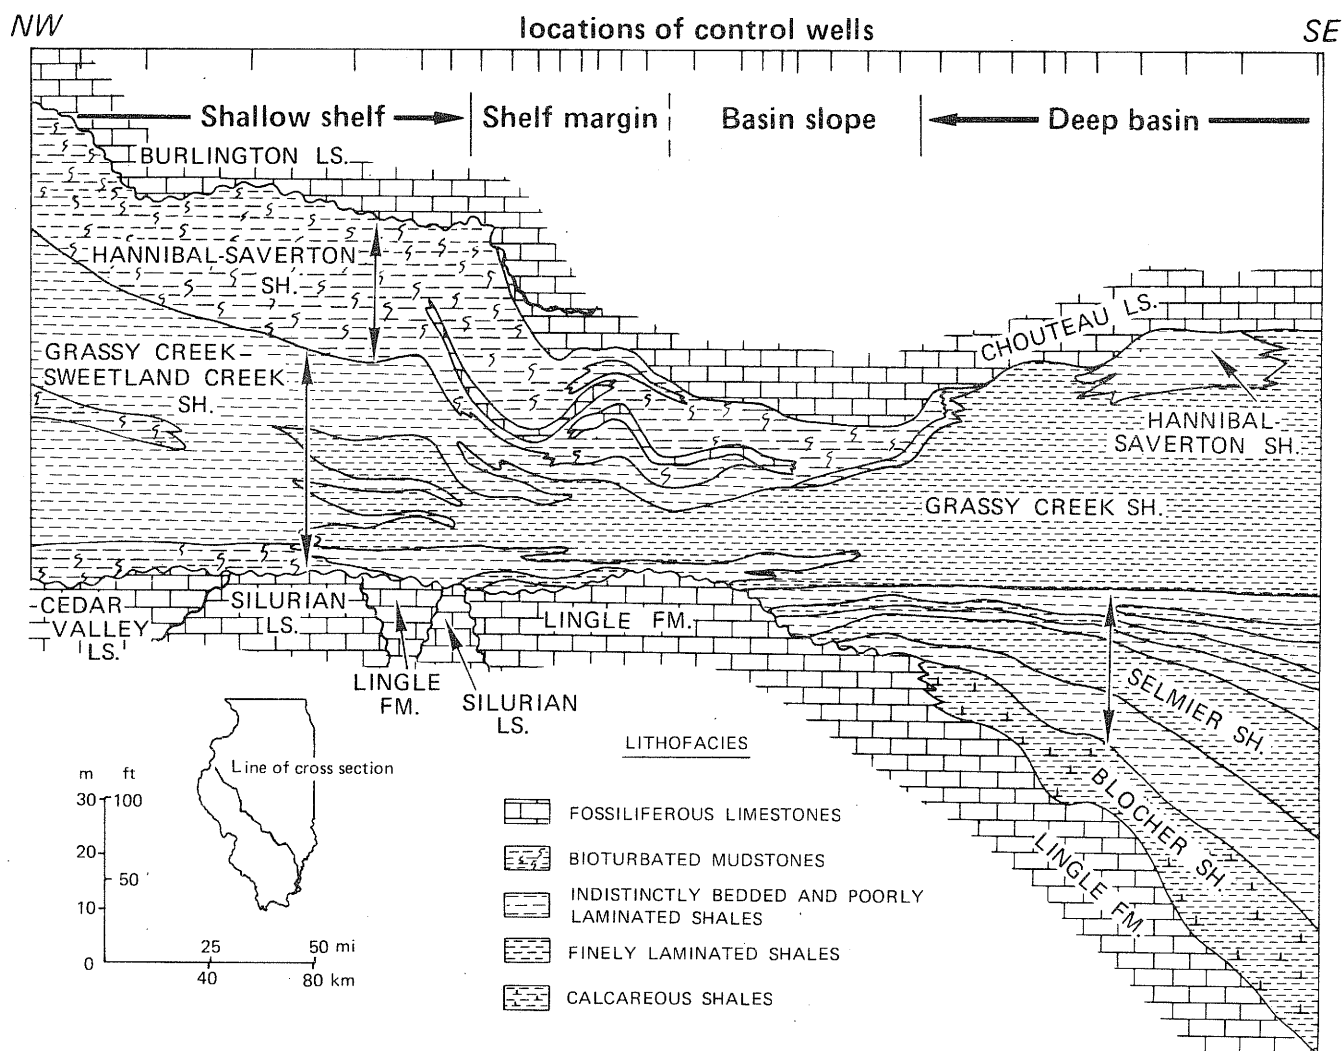 NW
locations of control wells
SE
Shallow shelf
Shelf margin
Basin slope
Deep basin
BURLINGTON LS.
HANNIBAL-SAVERTON
SH.
GRASSY CREEK-
SWEETLAND CREEK
SH.
CHOUTEAU LS.
HANNIBAL-
SAVERTON SH.
GRASSY CREEK SH.
CEDAR
VALLEY
LS.
SILURIAN
LS.
LINGLE FM.
LINGLE
FM.
SILURIAN
LS.
SELMIER SH.
BLOCHER SH.
LINGLE FM.
Line of cross section
m ft
30 100
20
50
10
0
25 50 mi
40 80 km
LITHOFACIES
FOSSILIFEROUS LIMESTONES
BIOTURBATED MUDSTONES
INDISTINCTLY BEDDED AND POORLY
LAMINATED SHALES
FINELY LAMINATED SHALES
CALCAREOUS SHALES